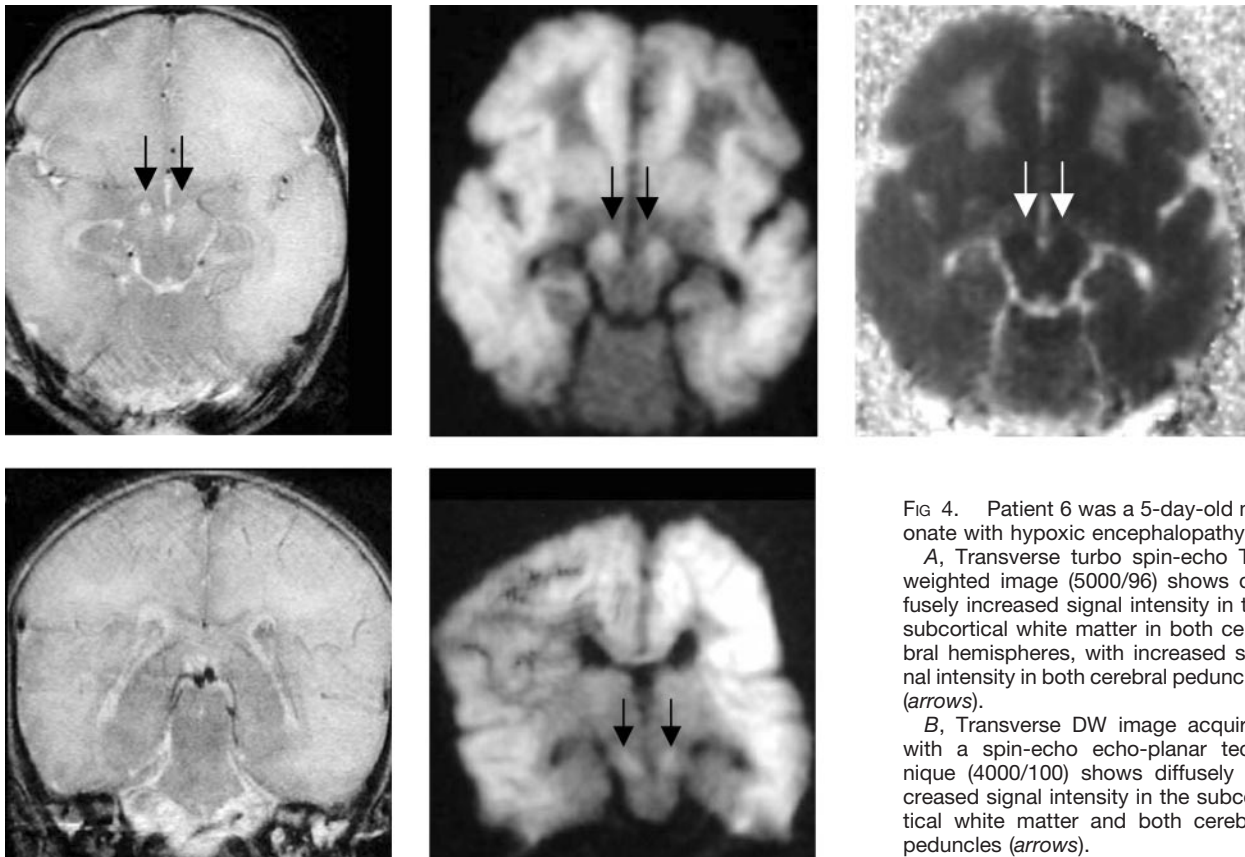 FIG 4. Patient 6 was a 5-day-old
onate with hypoxic encephalopathy
A, Transverse turbo spin-echo
weighted image (5000/96) shows
fusely increased signal intensity in
subcortical white matter in both
bral hemispheres, with increased
nal intensity in both cerebral
(arrows).
B, Transverse DW image
with a spin-echo echo-planar
nique (4000/100) shows diffusely
creased signal intensity in the
tical white matter and both
peduncles (arrows).